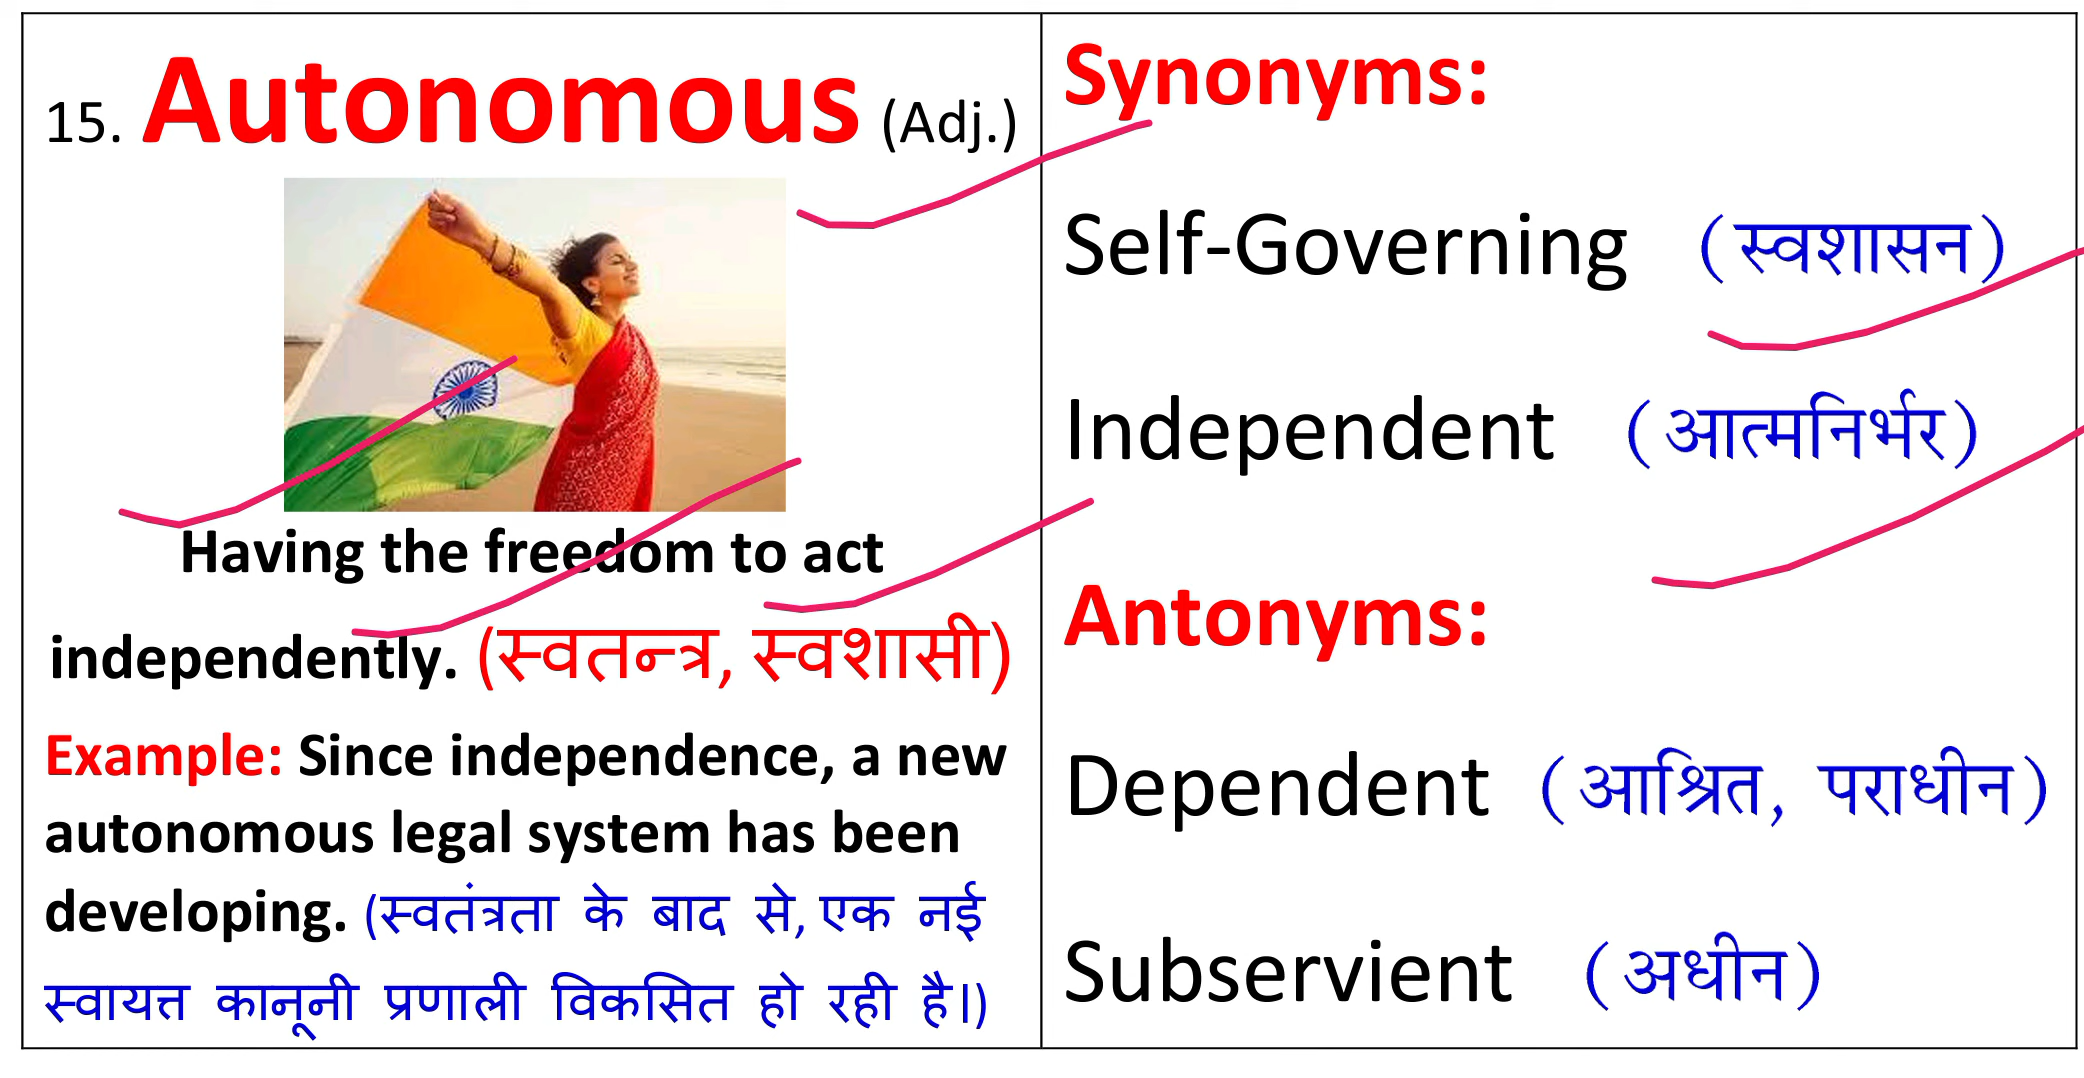 15. Autonomous (Adj.)
Having the freedom to act
independently. (स्वतन्त्र, स्वशासी)
Example: Since independence, a new
autonomous legal system has been
developing. (स्वतंत्रता के बाद से, एक नई
स्वायत्त कानूनी प्रणाली विकसित हो रही है।)
Synonyms:
Self-Governing (स्वशासन)
Independent (आत्मनिर्भर)
Antonyms:
Dependent (आश्रित, पराधीन)
Subservient (अधीन)